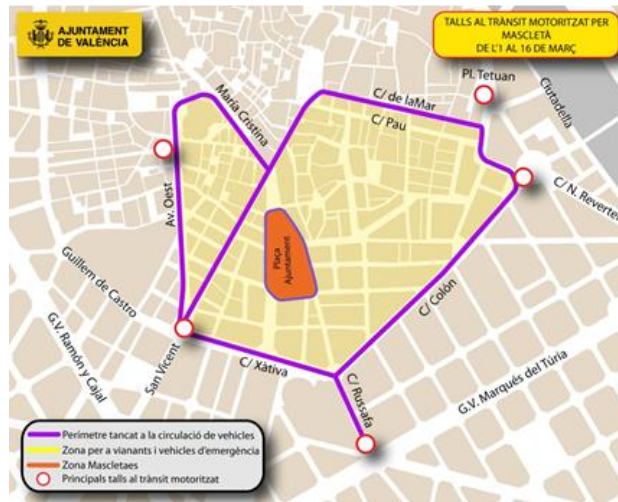 AJUNTAMENT
DE VALÈNCIA
TALLS AL TRÀNSIT MOTORITZAT PER
MASCLETÀ
DE L'1 AL 16 DE MARÇ
Pl. Tetuan
Ciutadella
María Cristina
C/ de laMar
C/ Pau
C/ N. Reverter
Av. Oest
Plaça
Ajuntament
Guillem de Castro
C/ Colón
G.V. Ramón y Cajal
San Vicent
C/ Xàtiva
C/ Russafa
G.V. Marqués del Túria
Perímetre tancat a la circulació de vehicles
Zona per a vianants i vehicles d'emergència
Zona Mascletaes
Principals talls al trànsit motoritzat